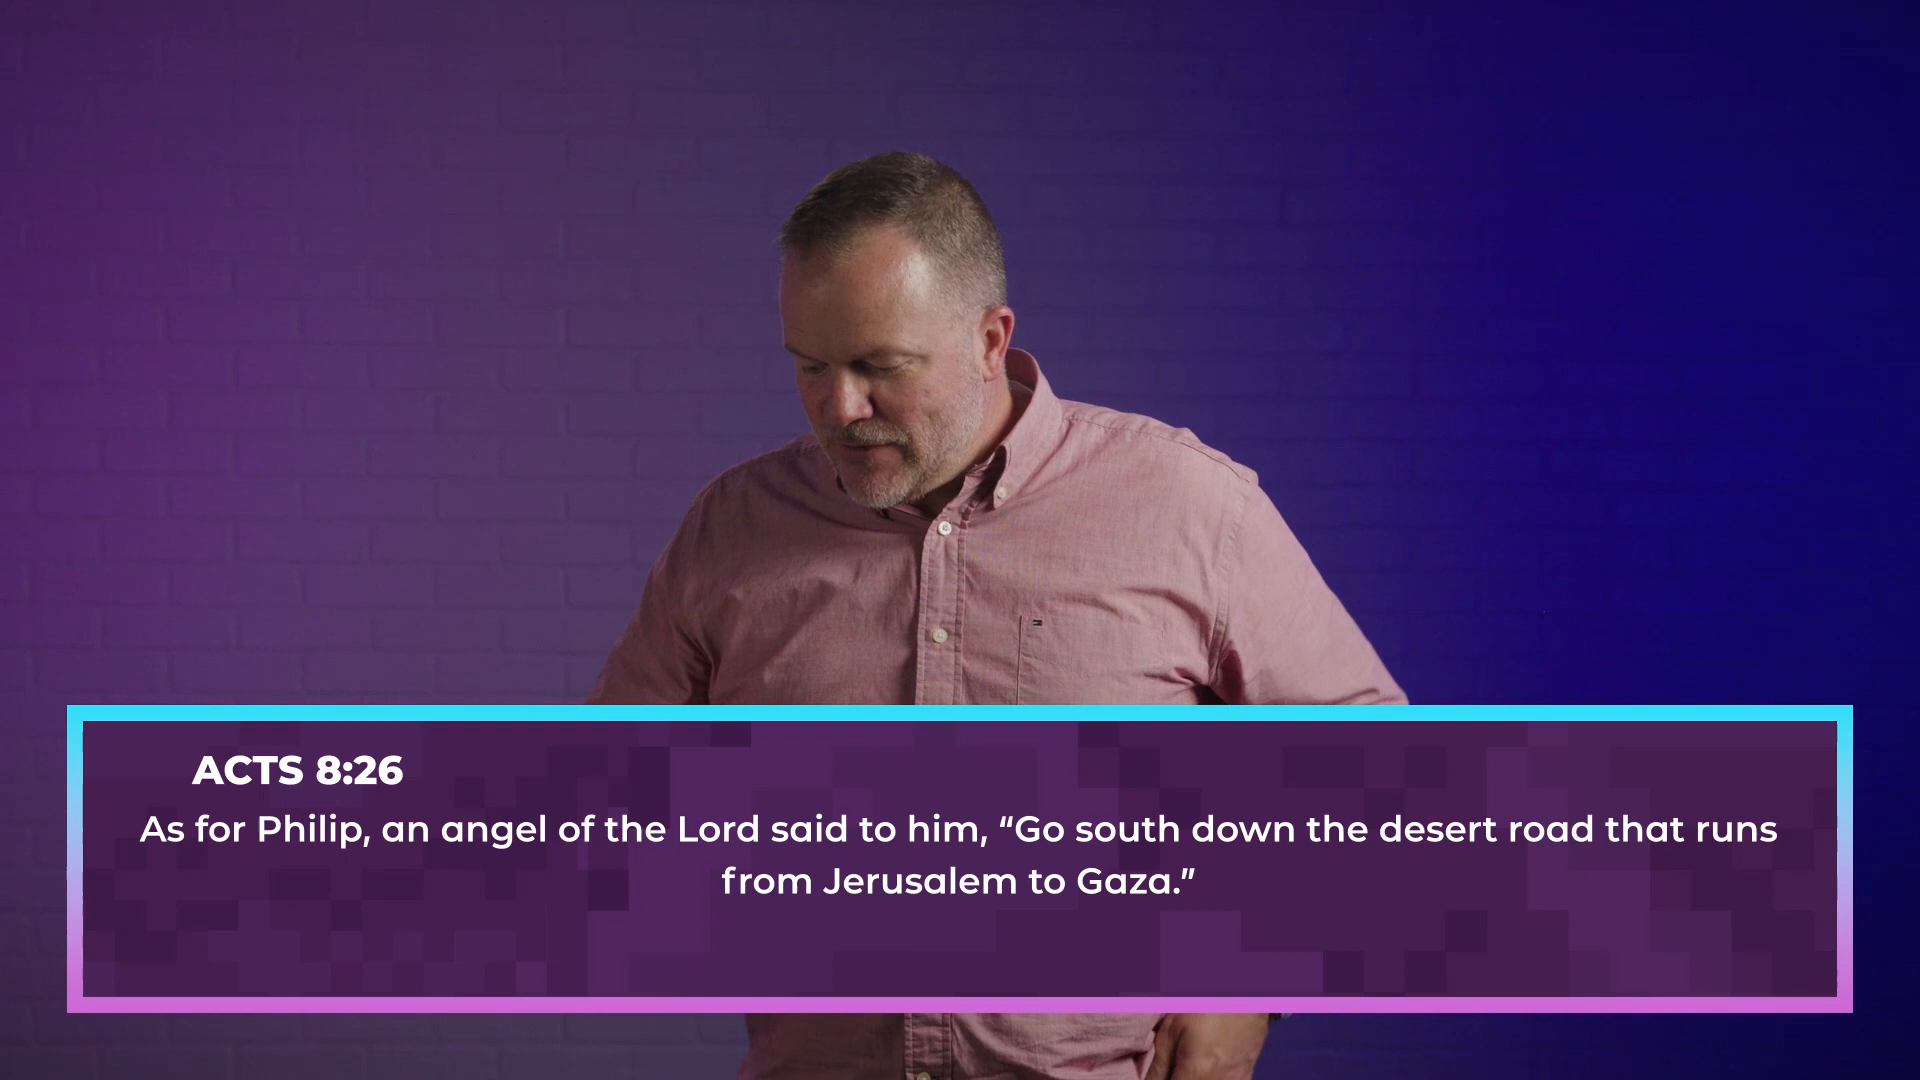 ACTS 8:26
As for Philip, an angel of the Lord said to him, “Go south down the desert road that runs
from Jerusalem to Gaza.”